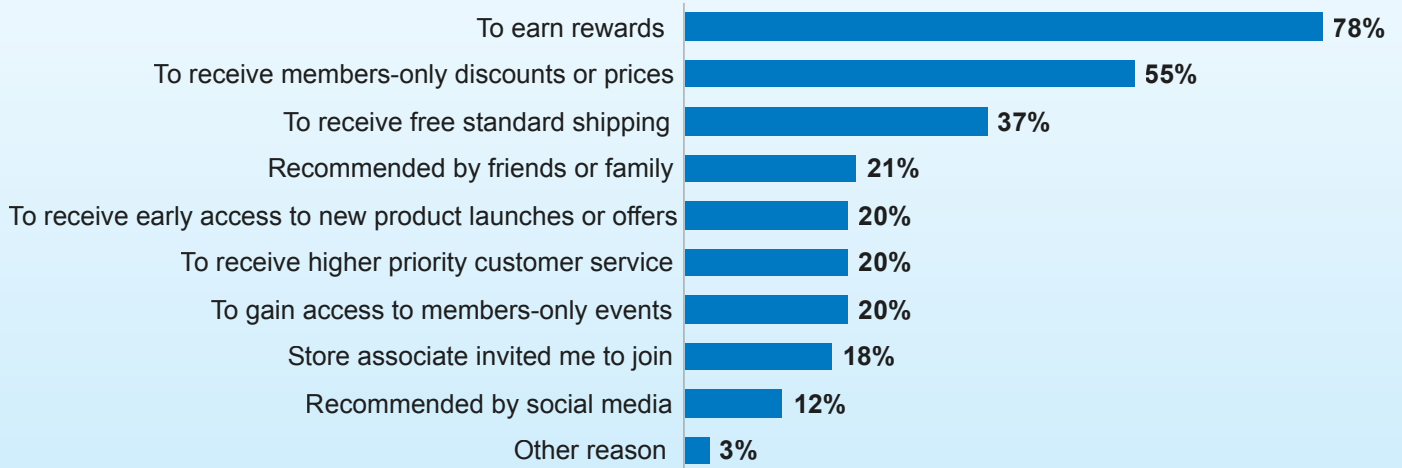 To earn rewards 78%
To receive members-only discounts or prices 55%
To receive free standard shipping 37%
Recommended by friends or family 21%
To receive early access to new product launches or offers 20%
To receive higher priority customer service 20%
To gain access to members-only events 20%
Store associate invited me to join 18%
Recommended by social media 12%
Other reason 3%